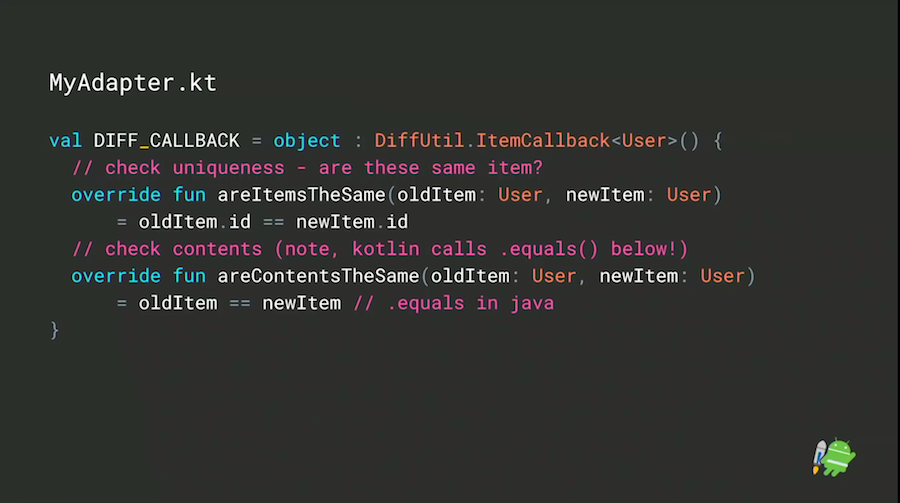 MyAdapter.kt
val DIFF_CALLBACK = object : DiffUtil.ItemCallback<User>() {
// check uniqueness - are these same item?
override fun areItemsTheSame(oldItem: User, newItem: User)
= oldItem.id == newItem.id
// check contents (note, kotlin calls .equals() below!)
override fun areContentsTheSame(oldItem: User, newItem: User)
= oldItem == newItem // .equals in java
}